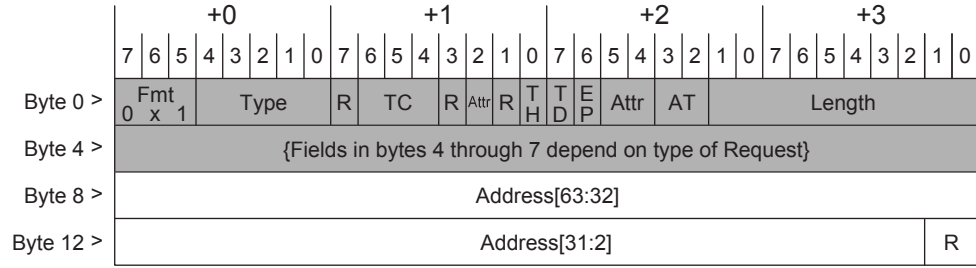 +0 +1 +2 +3
7 6 5 4 3 2 1 0 7 6 5 4 3 2 1 0 7 6 5 4 3 2 1 0 7 6 5 4 3 2 1 0
Byte 0 > Fmt 0 x 1 Type R TC R Attr R TH TD EP Attr AT Length
Byte 4 > {Fields in bytes 4 through 7 depend on type of Request}
Byte 8 > Address[63:32]
Byte 12 > Address[31:2] R